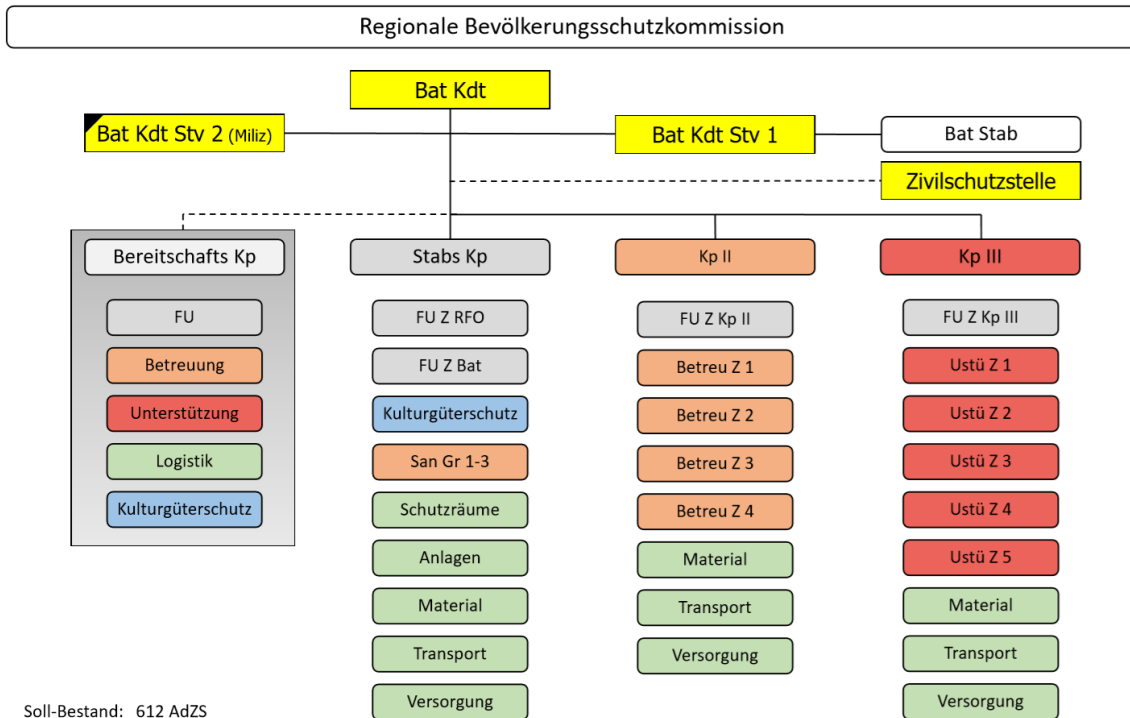 Regionale Bevölkerungsschutzkommission
Bat Kdt
Bat Kdt Stv 2 (Miliz)
Bat Kdt Stv 1
Bat Stab
Zivilschutzstelle
Bereitschafts Kp
FU
Betreuung
Unterstützung
Logistik
Kulturgüterschutz
Stabs Kp
FU Z RFO
FU Z Bat
Kulturgüterschutz
San Gr 1-3
Schutzräume
Anlagen
Material
Transport
Versorgung
Kp II
FU Z Kp II
Betreu Z 1
Betreu Z 2
Betreu Z 3
Betreu Z 4
Material
Transport
Versorgung
Kp III
FU Z Kp III
Ustü Z 1
Ustü Z 2
Ustü Z 3
Ustü Z 4
Ustü Z 5
Material
Transport
Versorgung
Soll-Bestand: 612 AdZS